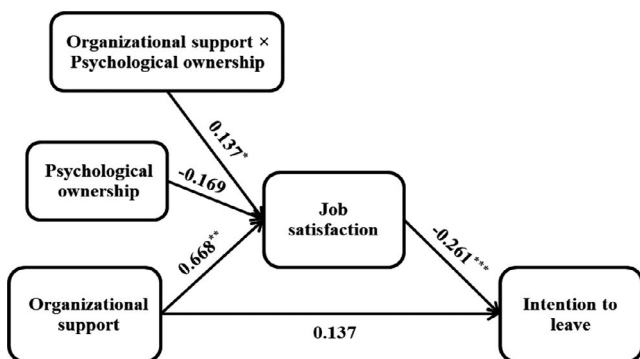 Organizational support ×
Psychological ownership
0.137*
Psychological
ownership
-0.169
Job
satisfaction
0.668**
-0.261***
Organizational
support
0.137
Intention to
leave